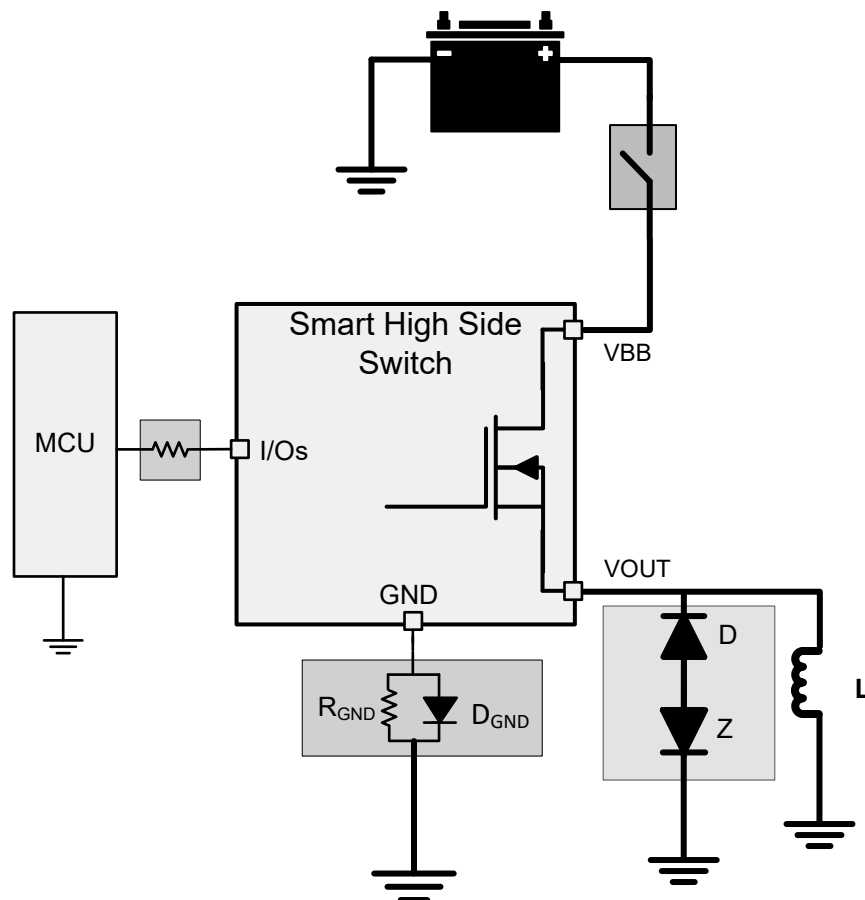 - +
Smart High Side
Switch
VBB
MCU
I/Os
VOUT
GND
D
RGND
DGND
Z
L